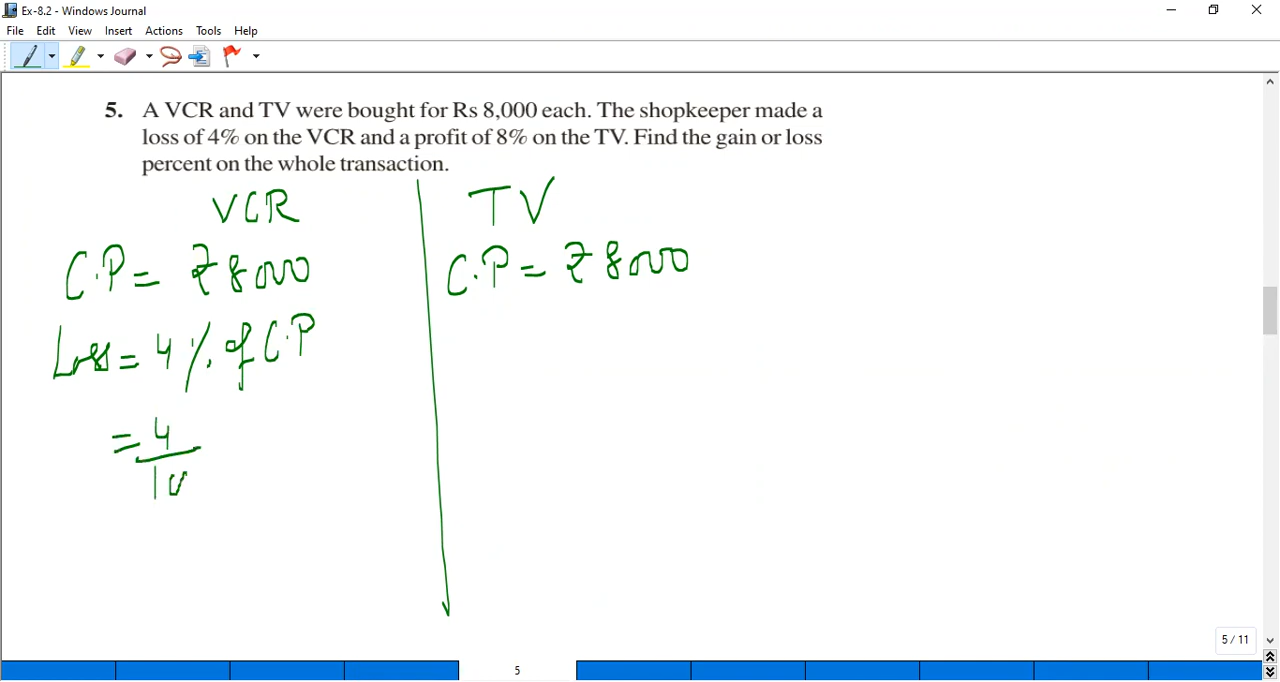 Ex-8.2 - Windows Journal
File Edit View Insert Actions Tools Help
5. A VCR and TV were bought for Rs 8,000 each. The shopkeeper made a
loss of 4% on the VCR and a profit of 8% on the TV. Find the gain or loss
percent on the whole transaction.
VCR
C.P = ₹ 8000
Loss = 4 % of C.P
= 4
TV
C.P = ₹ 8000
5 / 11
5